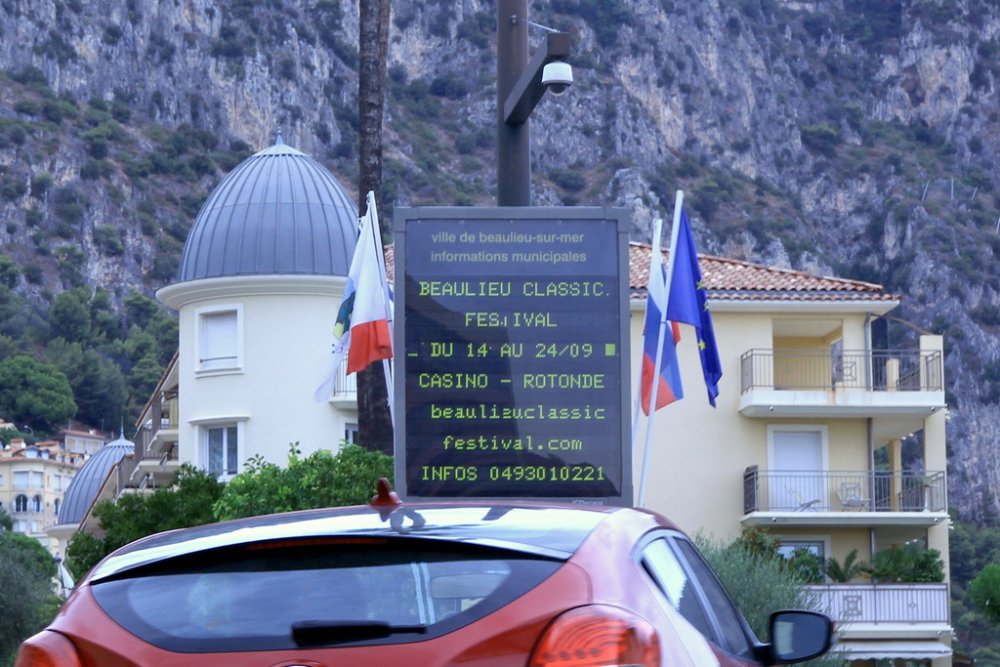 ville de beaulieu-sur-mer
informations municipales
BEAULIEU CLASSIC
FESTIVAL
DU 14 AU 24/09
CASINO - ROTONDE
beaulieuclassic
festival.com
INFOS 0493010221